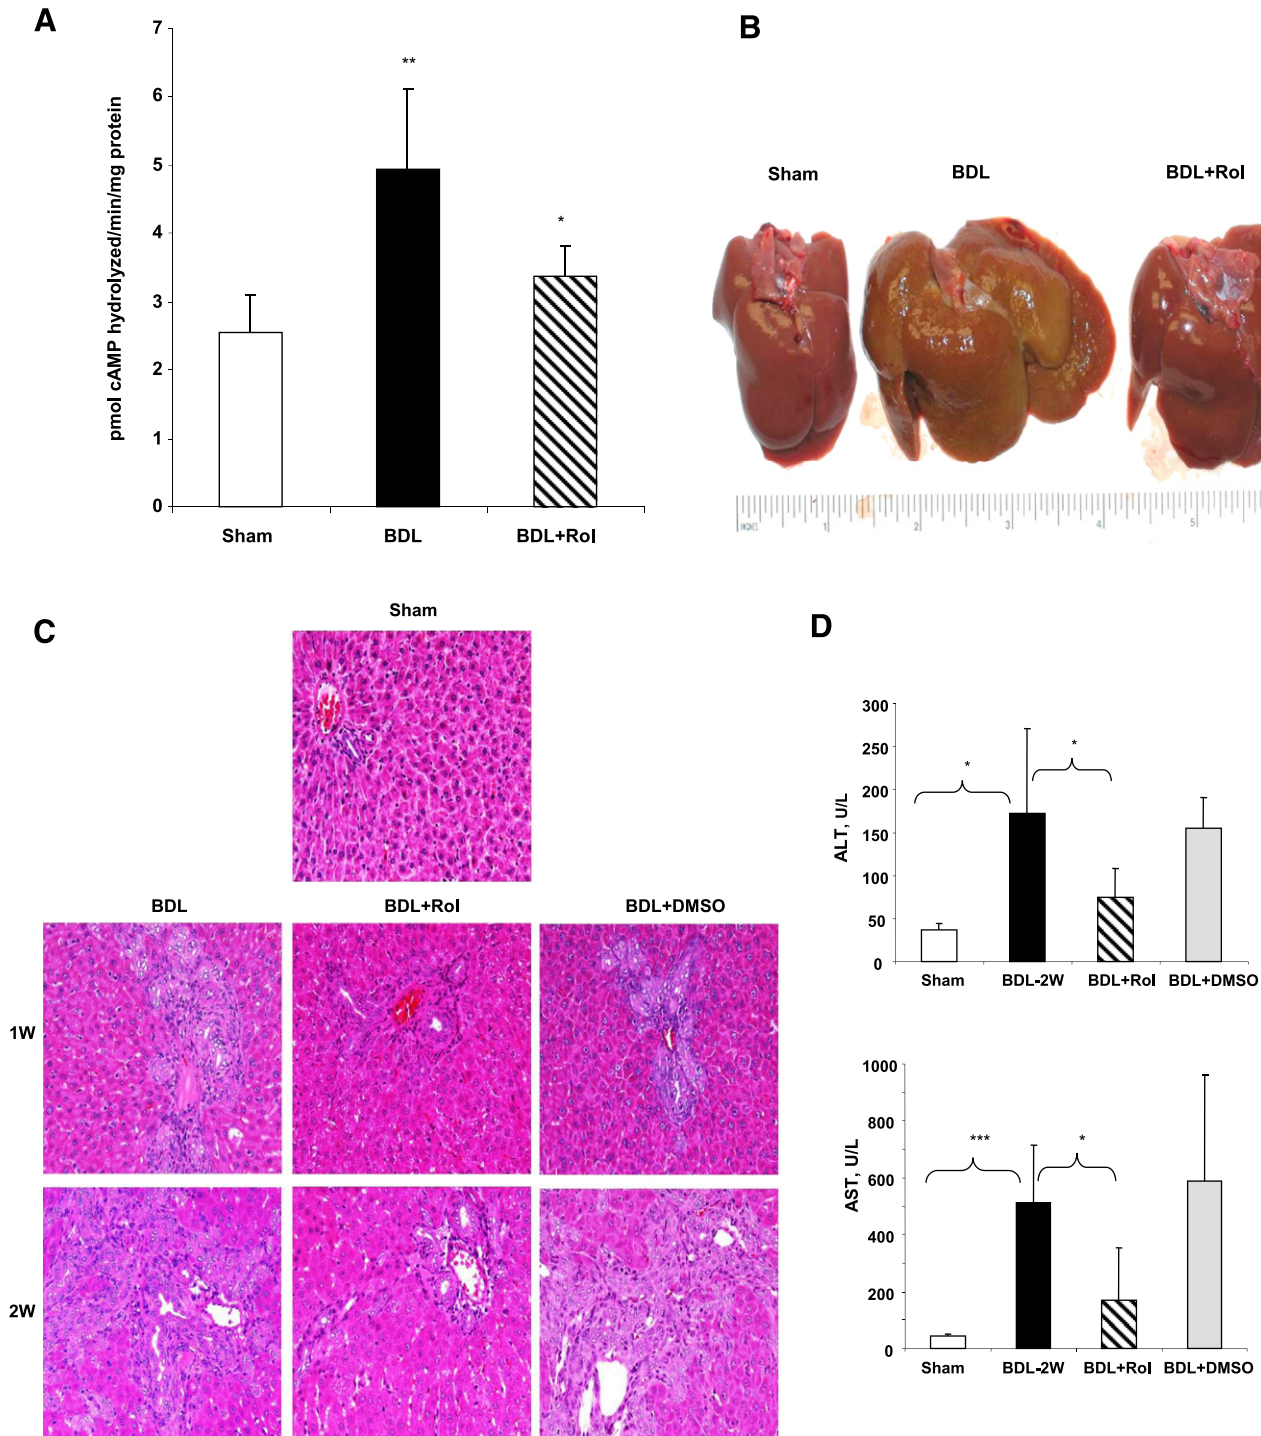 A
pmol cAMP hydrolyzed/min/mg protein
7
6
5
4
3
2
1
0
**
*
Sham BDL BDL+Rol
B
Sham BDL BDL+Rol
INCHES 1 2 3 4 5
C
Sham
BDL BDL+Rol BDL+DMSO
1W
2W
D
ALT, U/L
300
250
200
150
100
50
0
* *
Sham BDL-2W BDL+Rol BDL+DMSO
AST, U/L
1000
800
600
400
200
0
*** *
Sham BDL-2W BDL+Rol BDL+DMSO